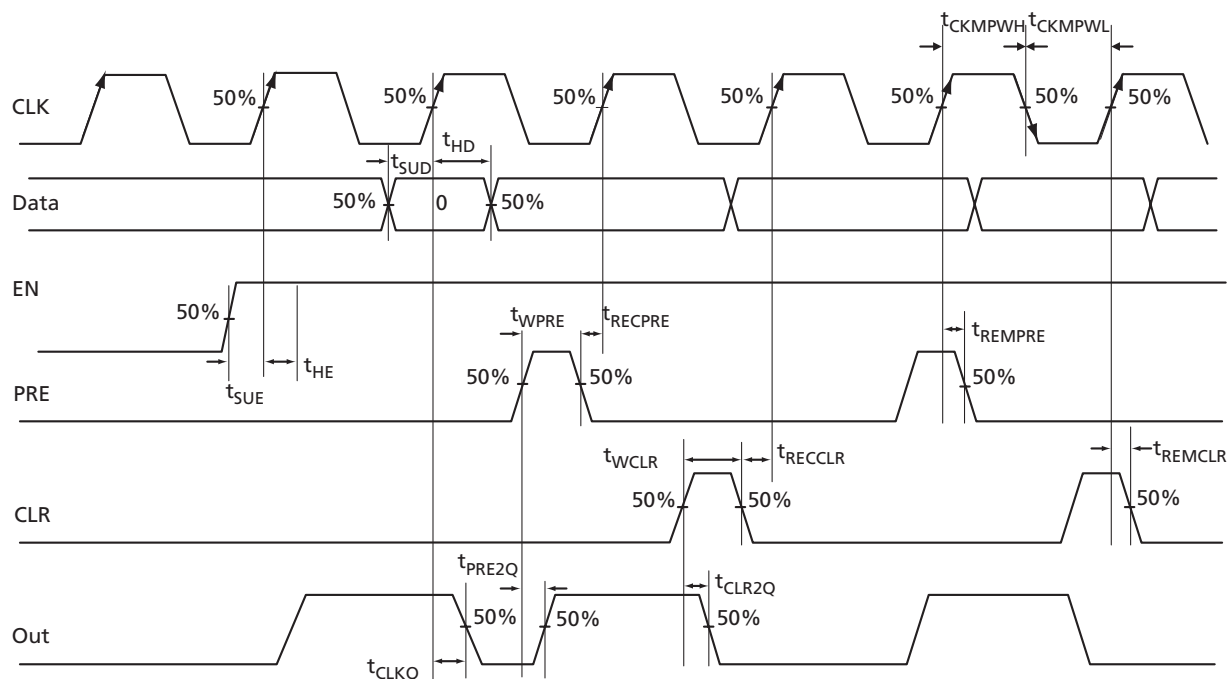 tCKMPWH tCKMPWL
CLK 50% 50% 50% 50% 50% 50% 50%
tSUD tHD
Data 50% 0 50%
EN 50%
tSUE tHE tWPRE tRECPRE tREMPRE
PRE 50% 50% 50%
tWCLR tRECCLR tREMCLR
CLR 50% 50% 50%
tPRE2Q tCLR2Q
Out 50% 50% 50%
tCLKQ